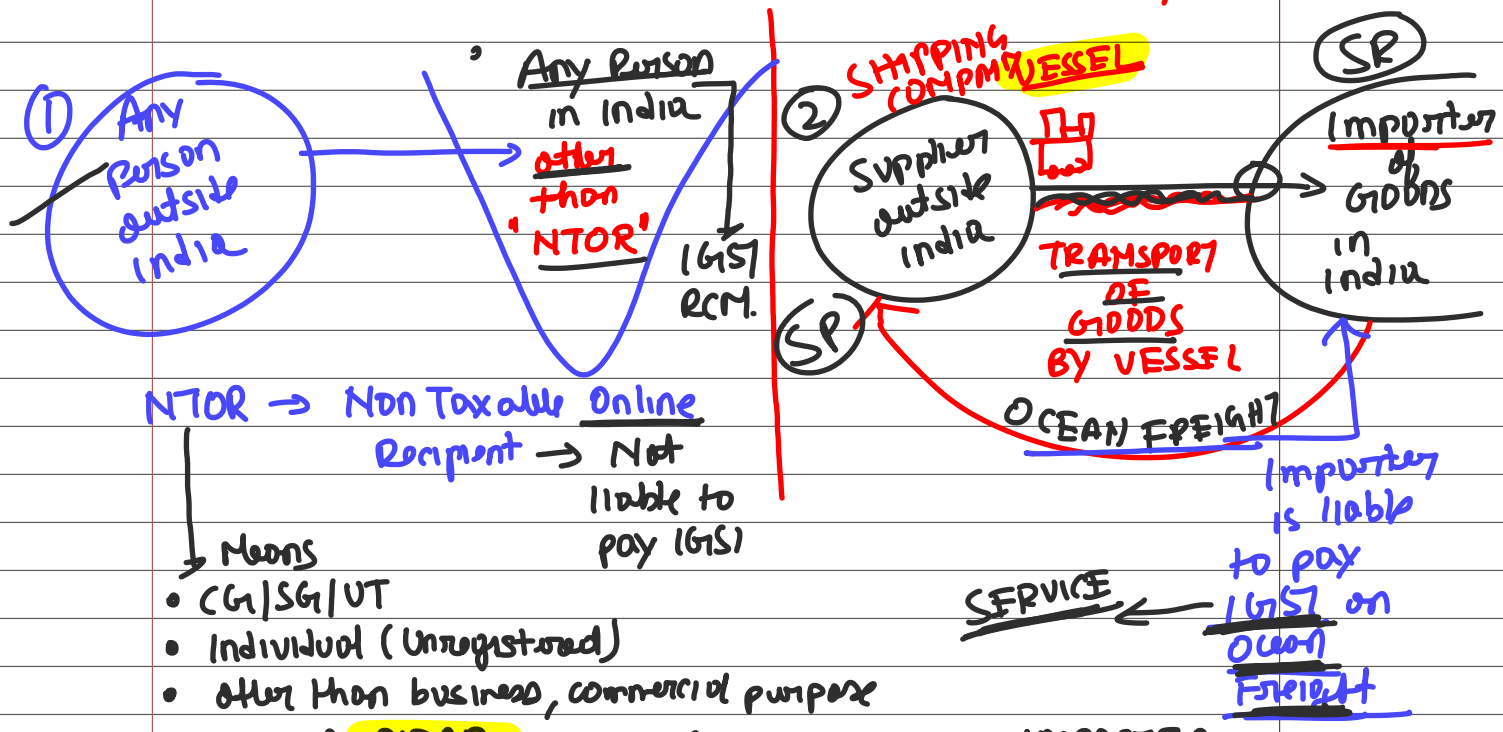 ①
Any
Person
outside
india
Any Person
in India
other
than
"NTOR"
IGST
RCM.
NTOR → Non Taxable Online
Recipient → Not
liable to
pay IGST
Means
• CG/SG/UT
• Individual (Unregistered)
• other than business, commercial purpose
②
SHIPPING
COMPANY
VESSEL
SR
Supplier
outside
india
Importer
of
GOODS
in
india
TRANSPORT
OF
GOODS
BY VESSEL
SP
OCEAN FREIGHT
Importer
is liable
to pay
IGST on
Ocean
Freight
SERVICE